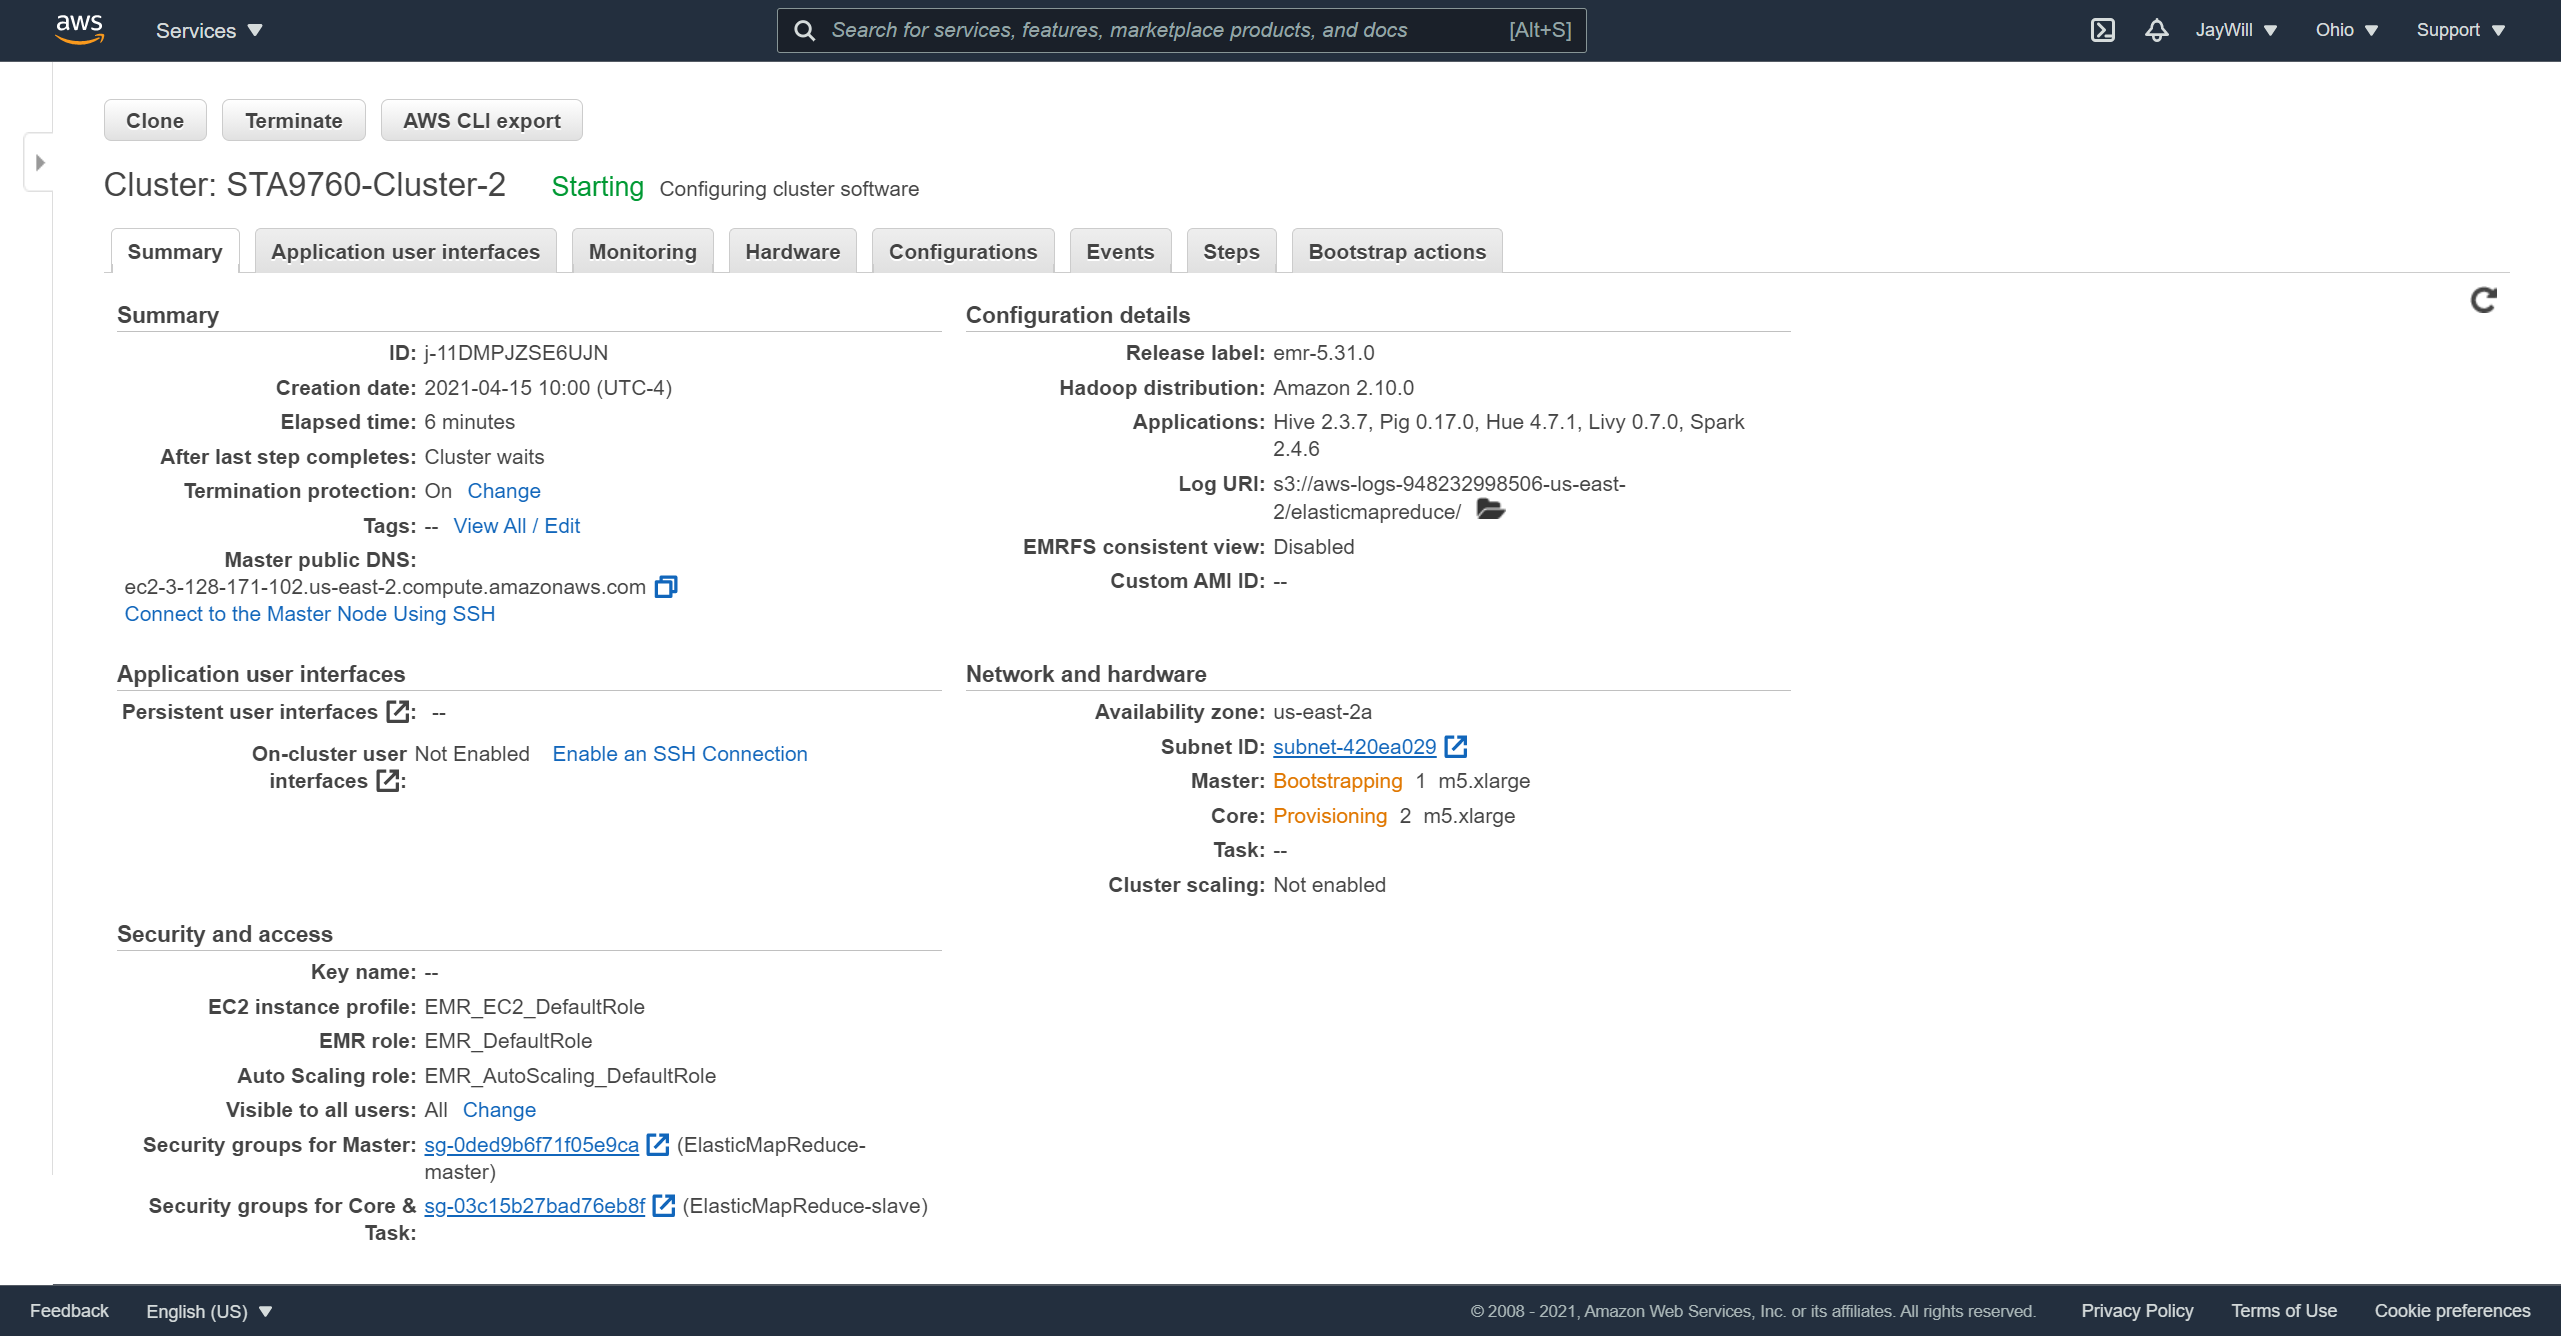 aws
Services
Search for services, features, marketplace products, and docs [Alt+S]
JayWill
Ohio
Support
Clone
Terminate
AWS CLI export
Cluster: STA9760-Cluster-2 Starting Configuring cluster software
Summary
Application user interfaces
Monitoring
Hardware
Configurations
Events
Steps
Bootstrap actions
Summary
ID: j-11DMPJZSE6UJN
Creation date: 2021-04-15 10:00 (UTC-4)
Elapsed time: 6 minutes
After last step completes: Cluster waits
Termination protection: On Change
Tags: -- View All / Edit
Master public DNS:
ec2-3-128-171-102.us-east-2.compute.amazonaws.com
Connect to the Master Node Using SSH
Configuration details
Release label: emr-5.31.0
Hadoop distribution: Amazon 2.10.0
Applications: Hive 2.3.7, Pig 0.17.0, Hue 4.7.1, Livy 0.7.0, Spark
2.4.6
Log URI: s3://aws-logs-948232998506-us-east-
2/elasticmapreduce/
EMRFS consistent view: Disabled
Custom AMI ID: --
Application user interfaces
Persistent user interfaces : --
On-cluster user Not Enabled Enable an SSH Connection
interfaces :
Network and hardware
Availability zone: us-east-2a
Subnet ID: subnet-420ea029
Master: Bootstrapping 1 m5.xlarge
Core: Provisioning 2 m5.xlarge
Task: --
Cluster scaling: Not enabled
Security and access
Key name: --
EC2 instance profile: EMR_EC2_DefaultRole
EMR role: EMR_DefaultRole
Auto Scaling role: EMR_AutoScaling_DefaultRole
Visible to all users: All Change
Security groups for Master: sg-0ded9b6f71f05e9ca (ElasticMapReduce-
master)
Security groups for Core & sg-03c15b27bad76eb8f (ElasticMapReduce-slave)
Task:
Feedback
English (US)
© 2008 - 2021, Amazon Web Services, Inc. or its affiliates. All rights reserved.
Privacy Policy
Terms of Use
Cookie preferences